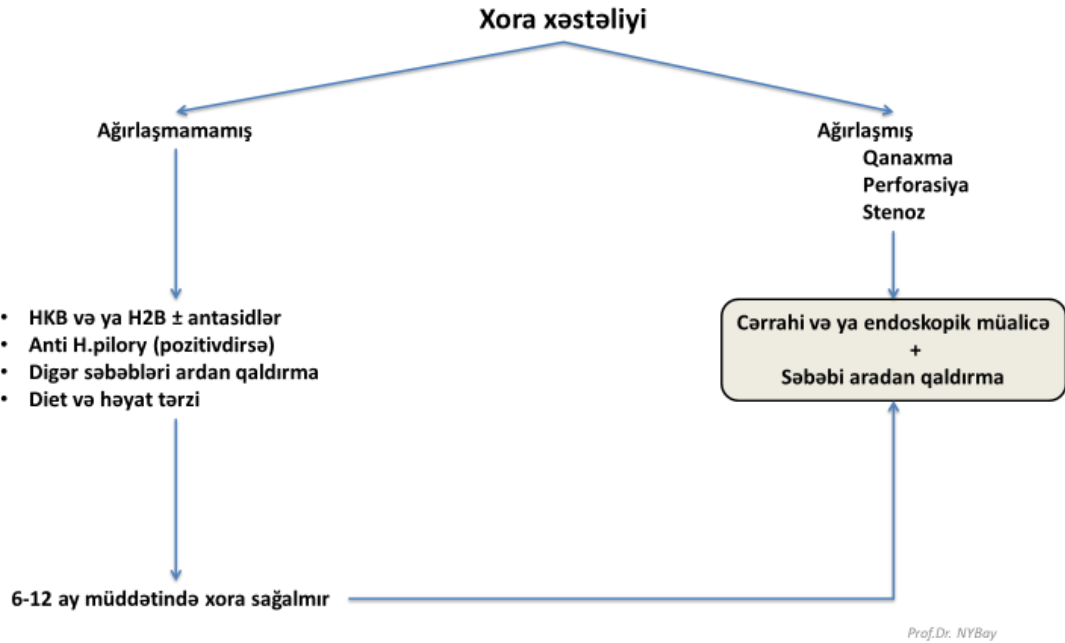 Xora xəstəliyi
Ağırlaşmamamış
Ağırlaşmış
Qanaxma
Perforasiya
Stenoz
• HKB və ya H2B ± antasidlər
• Anti H.pilory (pozitivdirsə)
• Digər səbəbləri ardan qaldırma
• Diet və həyat tərzi
Cərrahi və ya endoskopik müalicə
+
Səbəbi aradan qaldırma
6-12 ay müddətində xora sağalmır
Prof.Dr. NYBay